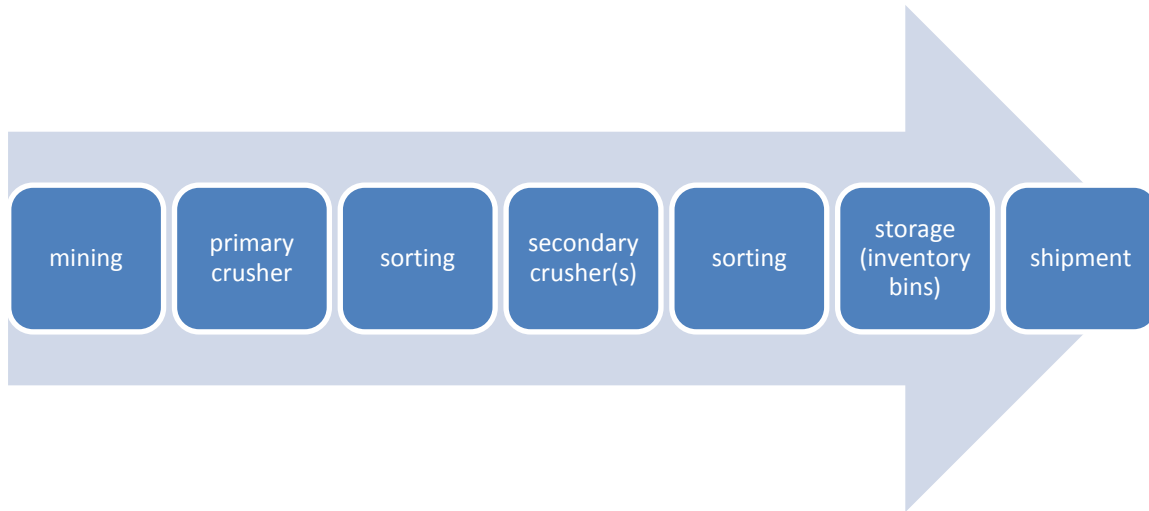 mining
primary
crusher
sorting
secondary
crusher(s)
sorting
storage
(inventory
bins)
shipment